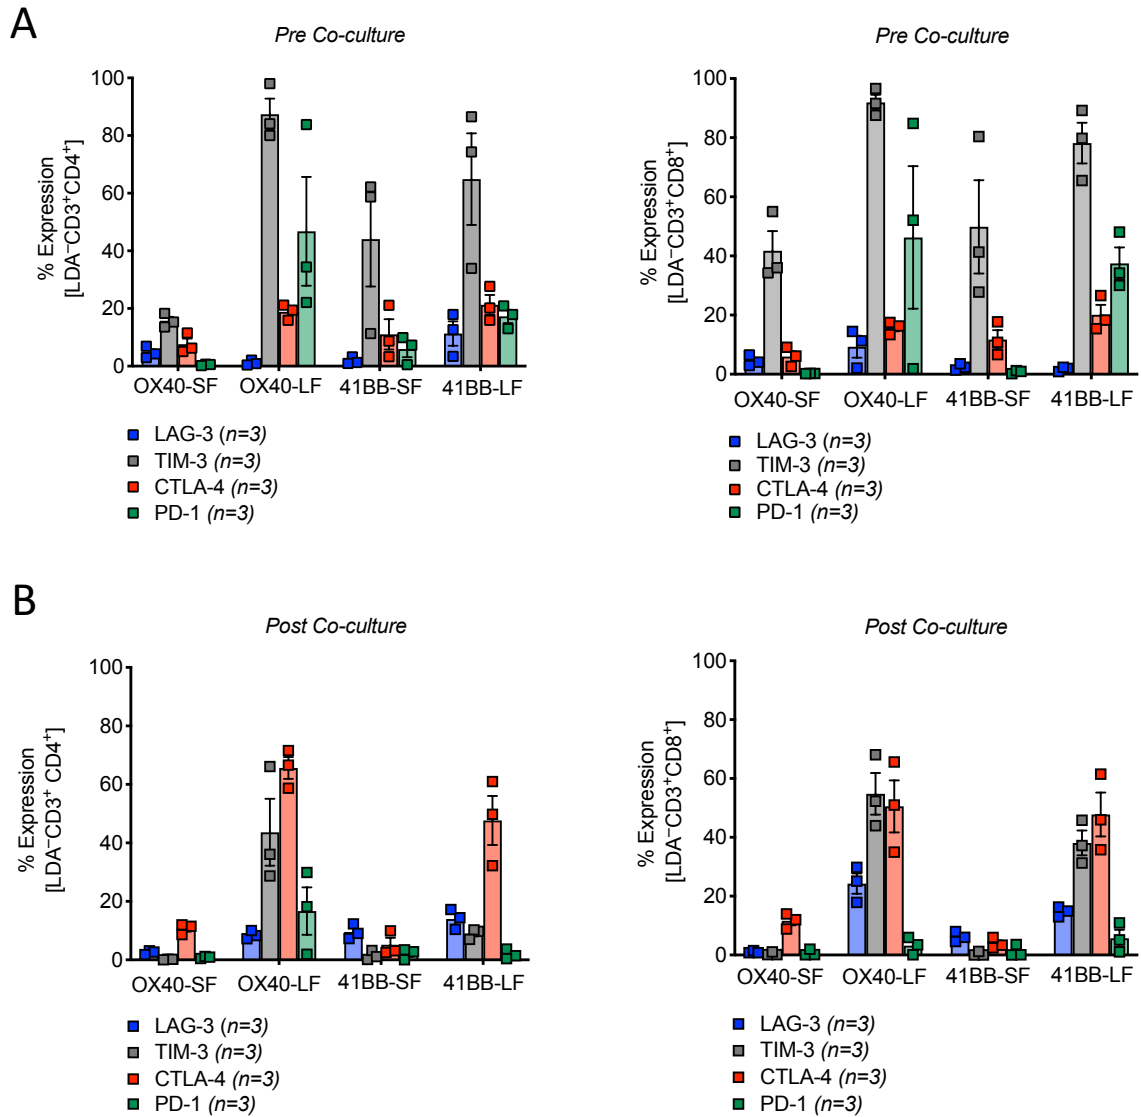 A
Pre Co-culture
% Expression
[LDA⁻CD3⁺CD4⁺]
100
80
60
40
20
0
OX40-SF OX40-LF 41BB-SF 41BB-LF
LAG-3 (n=3)
TIM-3 (n=3)
CTLA-4 (n=3)
PD-1 (n=3)
Pre Co-culture
% Expression
[LDA⁻CD3⁺CD8⁺]
100
80
60
40
20
0
OX40-SF OX40-LF 41BB-SF 41BB-LF
LAG-3 (n=3)
TIM-3 (n=3)
CTLA-4 (n=3)
PD-1 (n=3)
B
Post Co-culture
% Expression
[LDA⁻CD3⁺ CD4⁺]
100
80
60
40
20
0
OX40-SF OX40-LF 41BB-SF 41BB-LF
LAG-3 (n=3)
TIM-3 (n=3)
CTLA-4 (n=3)
PD-1 (n=3)
Post Co-culture
% Expression
[LDA⁻CD3⁺CD8⁺]
100
80
60
40
20
0
OX40-SF OX40-LF 41BB-SF 41BB-LF
LAG-3 (n=3)
TIM-3 (n=3)
CTLA-4 (n=3)
PD-1 (n=3)